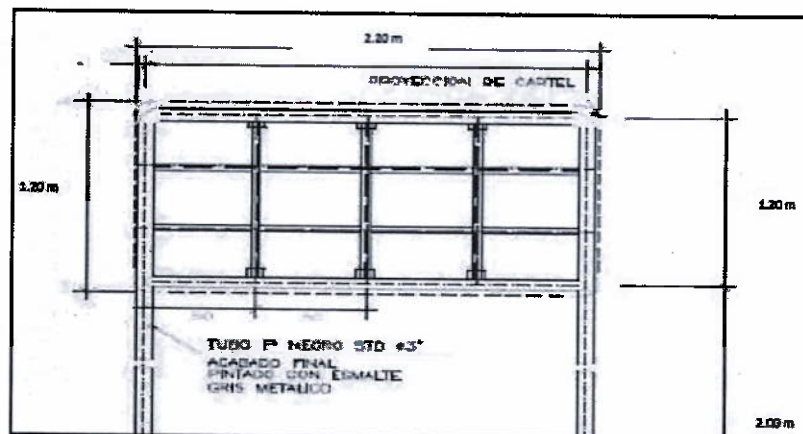 2.20 m
PROYECCION DE CARTEL
1.20 m
1.20 m
TUBO Fº NEGRO STD ø3"
ACABADO FINAL
PINTADO CON ESMALTE
GRIS METALICO
2.00 m